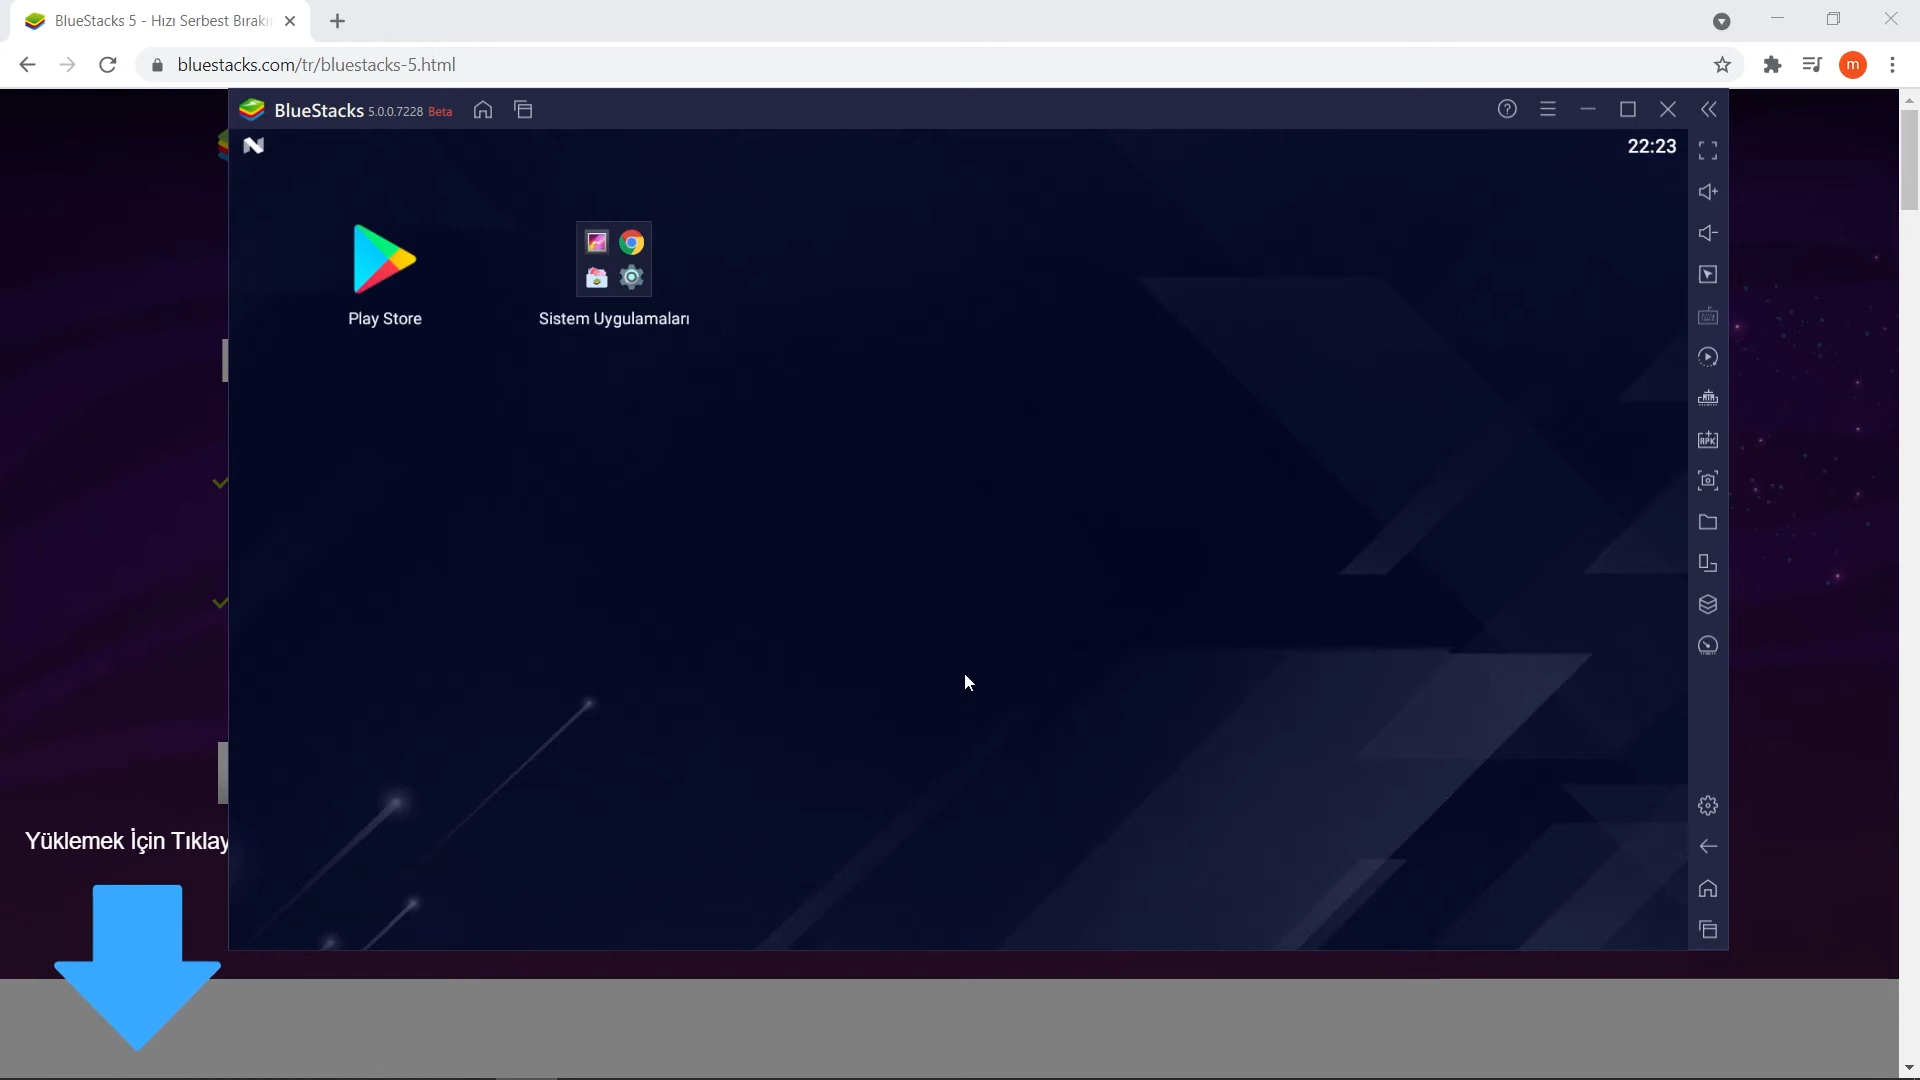 BlueStacks 5 - Hızı Serbest Bırakı
bluestacks.com/tr/bluestacks-5.html
m
BlueStacks 5.0.0.7228 Beta
22:23
Play Store
Sistem Uygulamaları
APK
Yüklemek İçin Tıklay